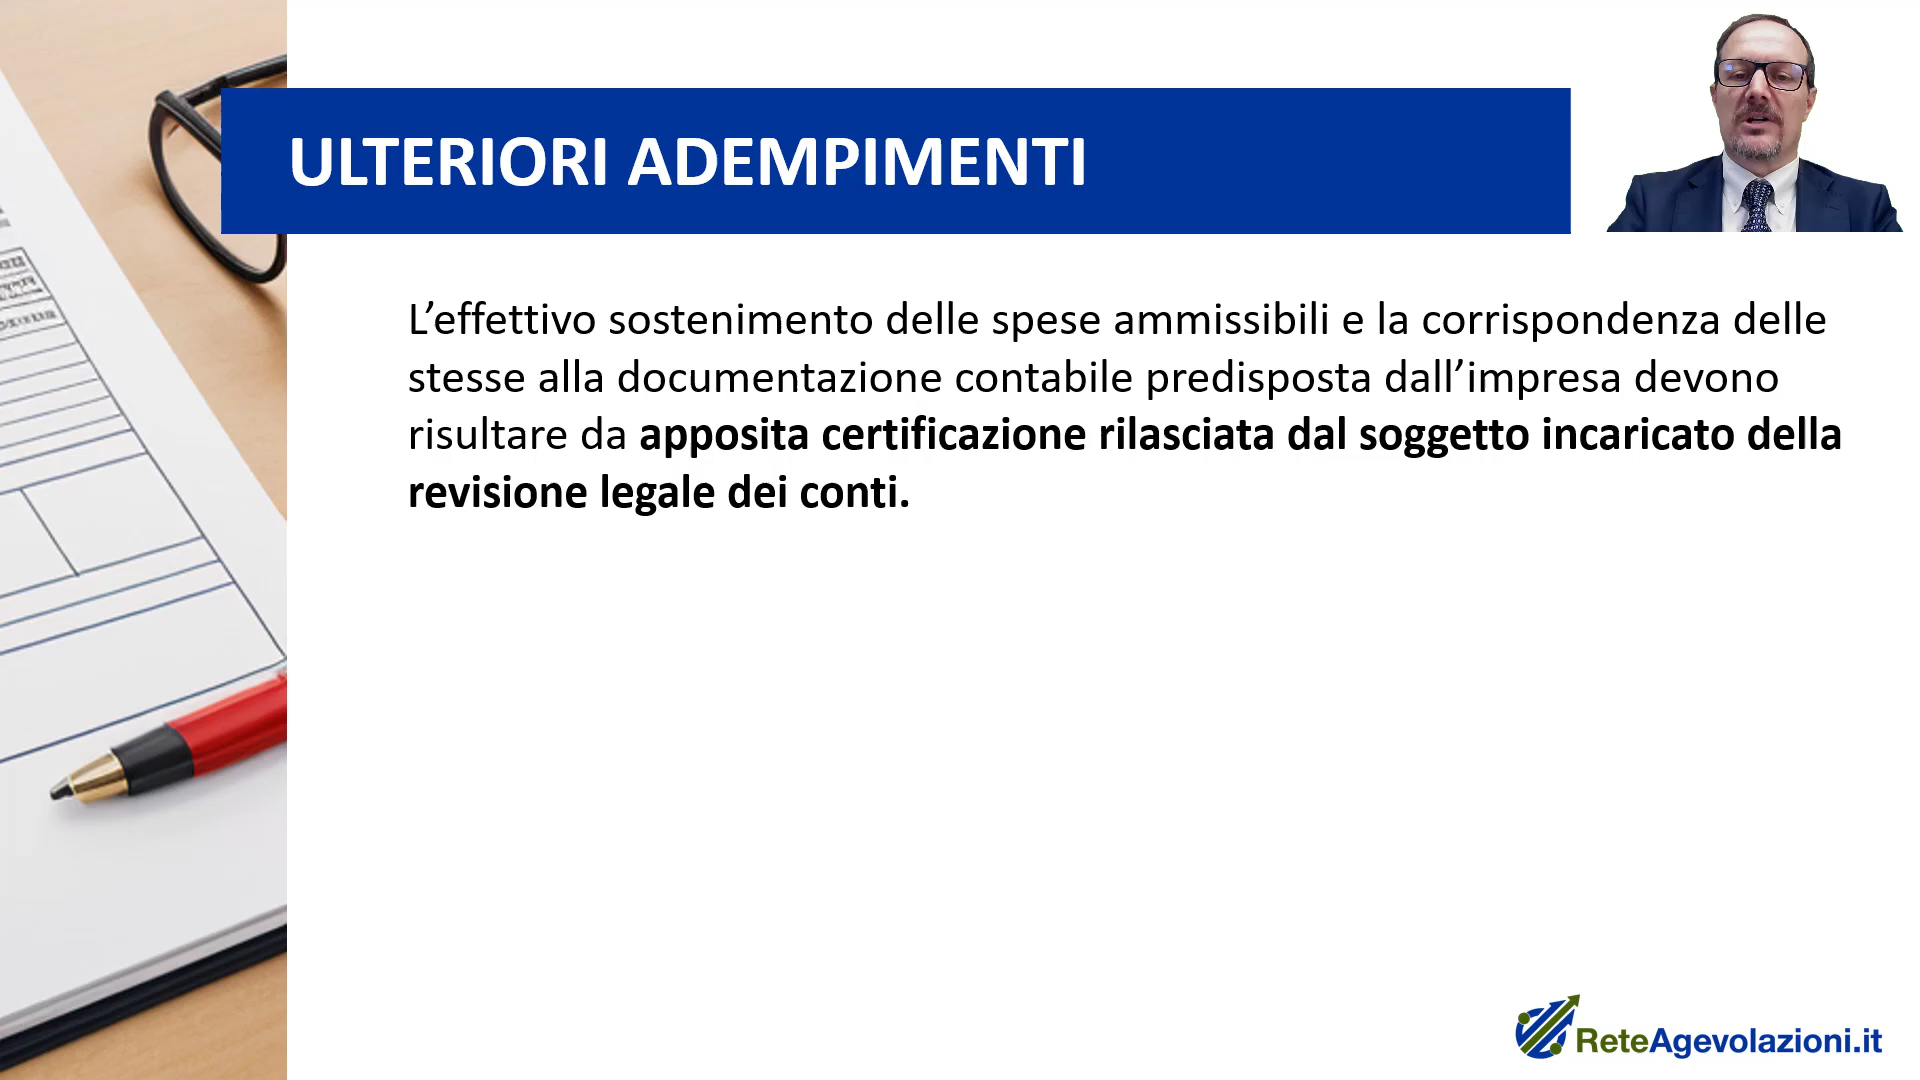 ULTERIORI ADEMPIMENTI
L’effettivo sostenimento delle spese ammissibili e la corrispondenza delle
stesse alla documentazione contabile predisposta dall’impresa devono
risultare da apposita certificazione rilasciata dal soggetto incaricato della
revisione legale dei conti.
ReteAgevolazioni.it